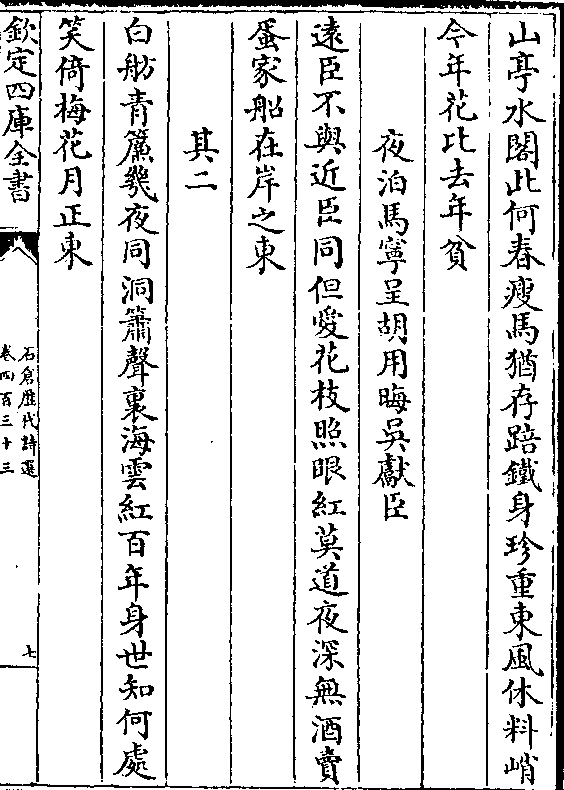 山亭水閣此何春瘦馬猶存踣鐵身珍重東風休料峭
今年花比去年貧
夜泊馬寧呈胡用晦吳獻臣
遠臣不與近臣同但愛花枝照眼紅莫道夜深無酒賣
蛋家船在岸之東
其二
白舫青簾幾夜同洞簫聲裏海雲紅百年身世知何處
笑倚梅花月正東
欽定四庫全書
石倉歷代詩選
卷四百三十三
七